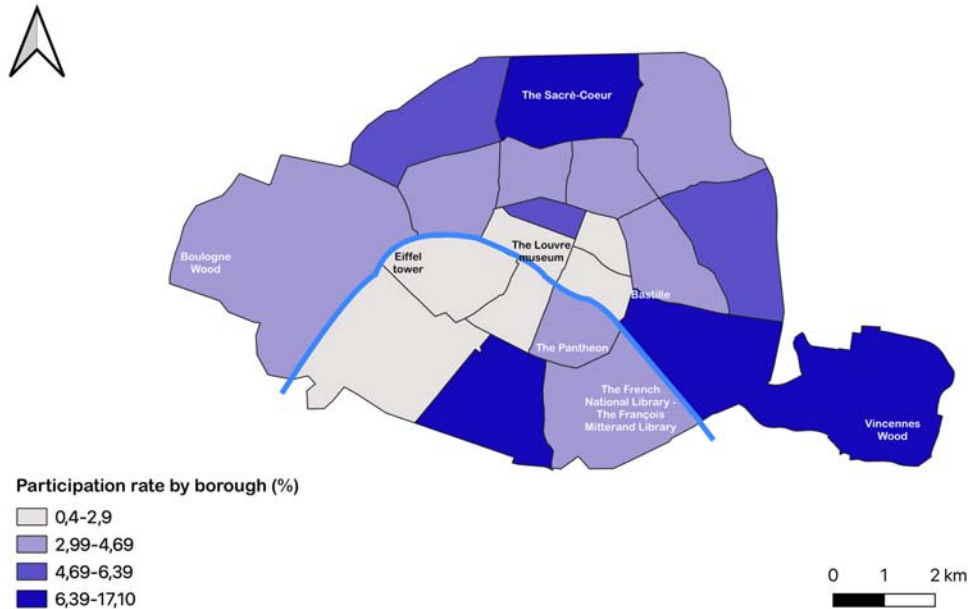 The Sacré-Coeur
Boulogne
Wood
Eiffel
tower
The Louvre
museum
Bastille
The Pantheon
The French
National Library -
The François
Mitterand Library
Vincennes
Wood
Participation rate by borough (%)
0,4-2,9
2,99-4,69
4,69-6,39
6,39-17,10
0 1 2 km